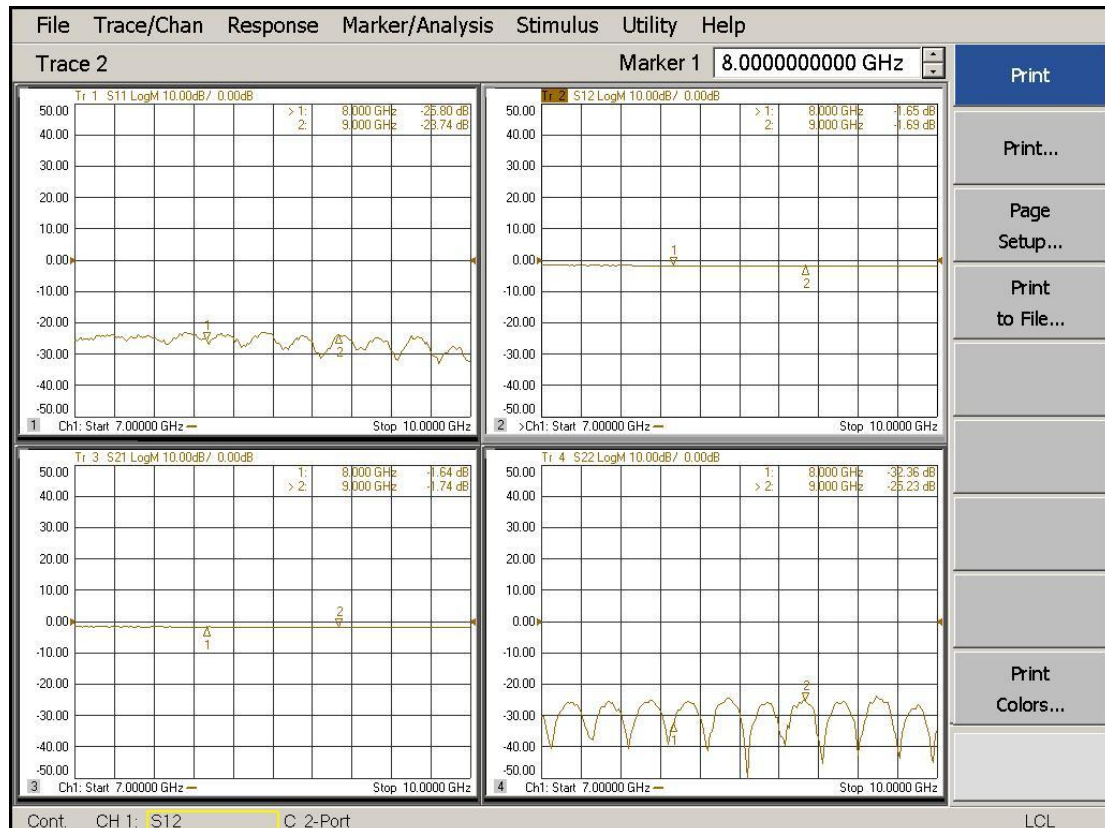 File Trace/Chan Response Marker/Analysis Stimulus Utility Help
Trace 2 Marker 1 8.0000000000 GHz
Print
Print...
Page
Setup...
Print
to File...
Print
Colors...
Tr 1 S11 LogM 10.00dB/ 0.00dB
> 1: 8.000 GHz -25.80 dB
2: 9.000 GHz
50.00
40.00
30.00
20.00
10.00
0.00
-10.00
-20.00
-30.00
-40.00
-50.00
1
2
1 Ch1: Start 7.00000 GHz Stop 10.0000 GHz
Tr 2 S12 LogM 10.00dB/ 0.00dB
> 1: 8.000 GHz -1.65 dB
2: 9.000 GHz -1.69 dB
50.00
40.00
30.00
20.00
10.00
0.00
-10.00
-20.00
-30.00
-40.00
-50.00
1
2
2 >Ch1: Start 7.00000 GHz Stop 10.0000 GHz
Tr 3 S21 LogM 10.00dB/ 0.00dB
1: 8.000 GHz -1.64 dB
> 2: 9.000 GHz -1.74 dB
50.00
40.00
30.00
20.00
10.00
0.00
-10.00
-20.00
-30.00
-40.00
-50.00
2
1
3 Ch1: Start 7.00000 GHz Stop 10.0000 GHz
Tr 4 S22 LogM 10.00dB/ 0.00dB
1: 8.000 GHz -32.36 dB
> 2: 9.000 GHz -25.23 dB
50.00
40.00
30.00
20.00
10.00
0.00
-10.00
-20.00
-30.00
-40.00
-50.00
2
1
4 Ch1: Start 7.00000 GHz Stop 10.0000 GHz
Cont. CH 1: S12 C 2-Port LCL